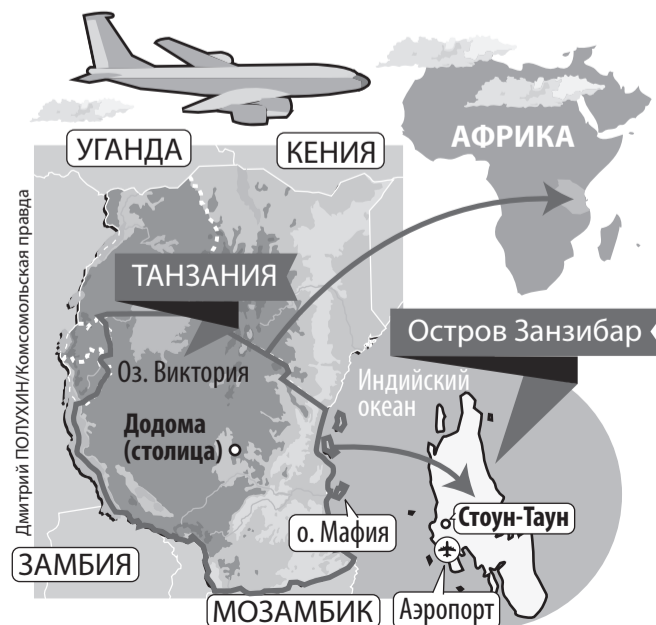 УГАНДА
КЕНИЯ
АФРИКА
ТАНЗАНИЯ
Остров Занзибар
Оз. Виктория
Индийский
океан
Додома
(столица)
Стоун-Таун
о. Мафия
ЗАМБИЯ
МОЗАМБИК
Аэропорт
Дмитрий ПОЛУХИН/Комсомольская правда